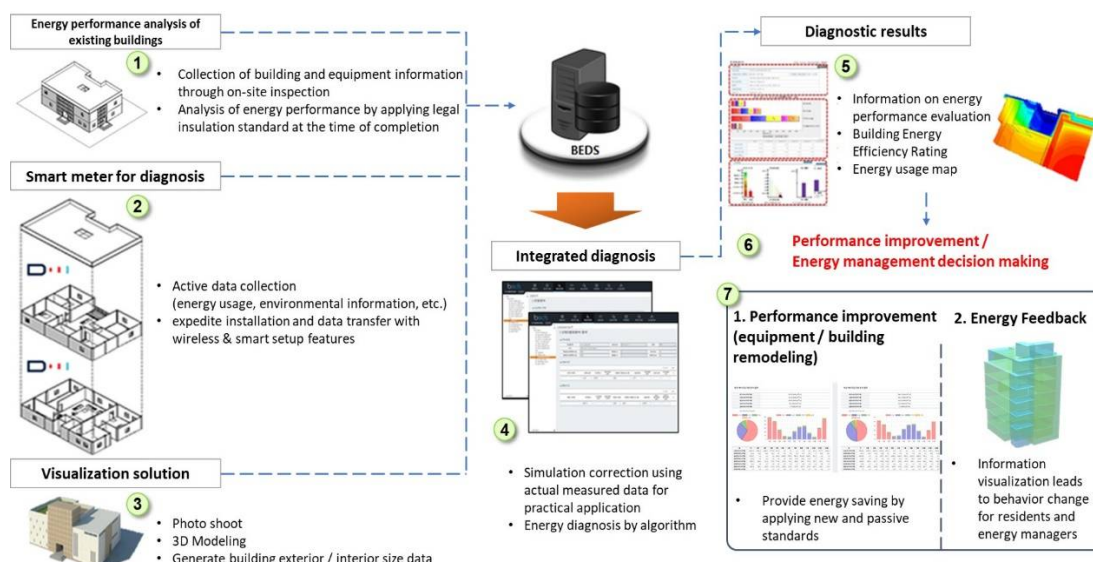 Energy performance analysis of
existing buildings
1
• Collection of building and equipment information
through on-site inspection
• Analysis of energy performance by applying legal
insulation standard at the time of completion
Smart meter for diagnosis
2
• Active data collection
(energy usage, environmental information, etc.)
• expedite installation and data transfer with
wireless & smart setup features
Visualization solution
3
• Photo shoot
• 3D Modeling
• Generate building exterior / interior size data
BEDS
Integrated diagnosis
4
• Simulation correction using
actual measured data for
practical application
• Energy diagnosis by algorithm
Diagnostic results
5
• Information on energy
performance evaluation
• Building Energy
Efficiency Rating
• Energy usage map
6
Performance improvement /
Energy management decision making
7
1. Performance improvement
(equipment / building
remodeling)
• Provide energy saving by
applying new and passive
standards
2. Energy Feedback
• Information
visualization leads
to behavior change
for residents and
energy managers